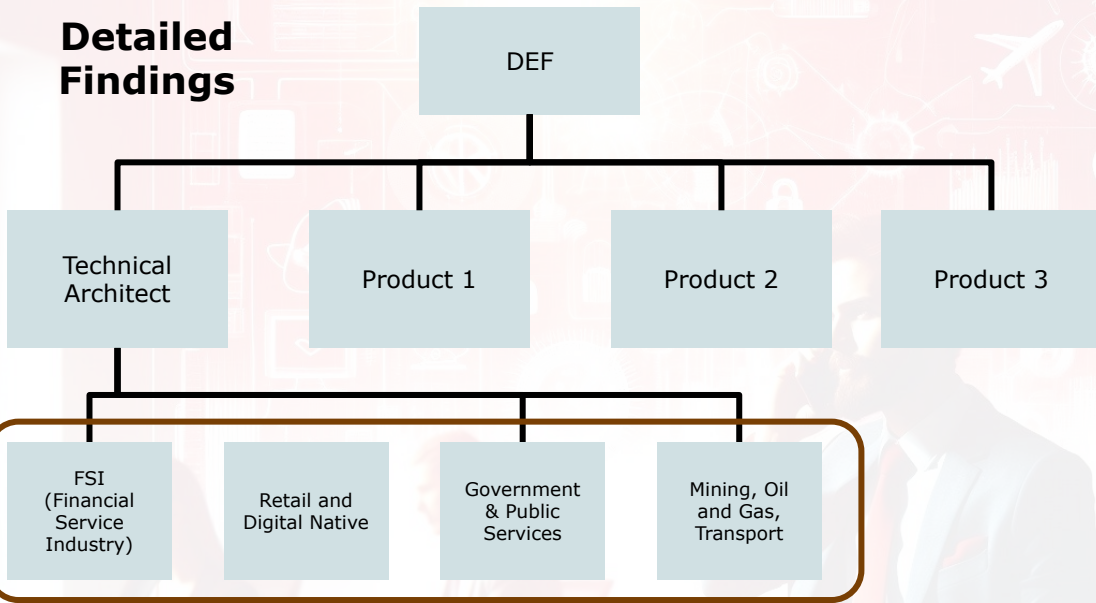 Detailed
Findings
DEF
Technical
Architect
Product 1
Product 2
Product 3
FSI
(Financial
Service
Industry)
Retail and
Digital Native
Government
& Public
Services
Mining, Oil
and Gas,
Transport